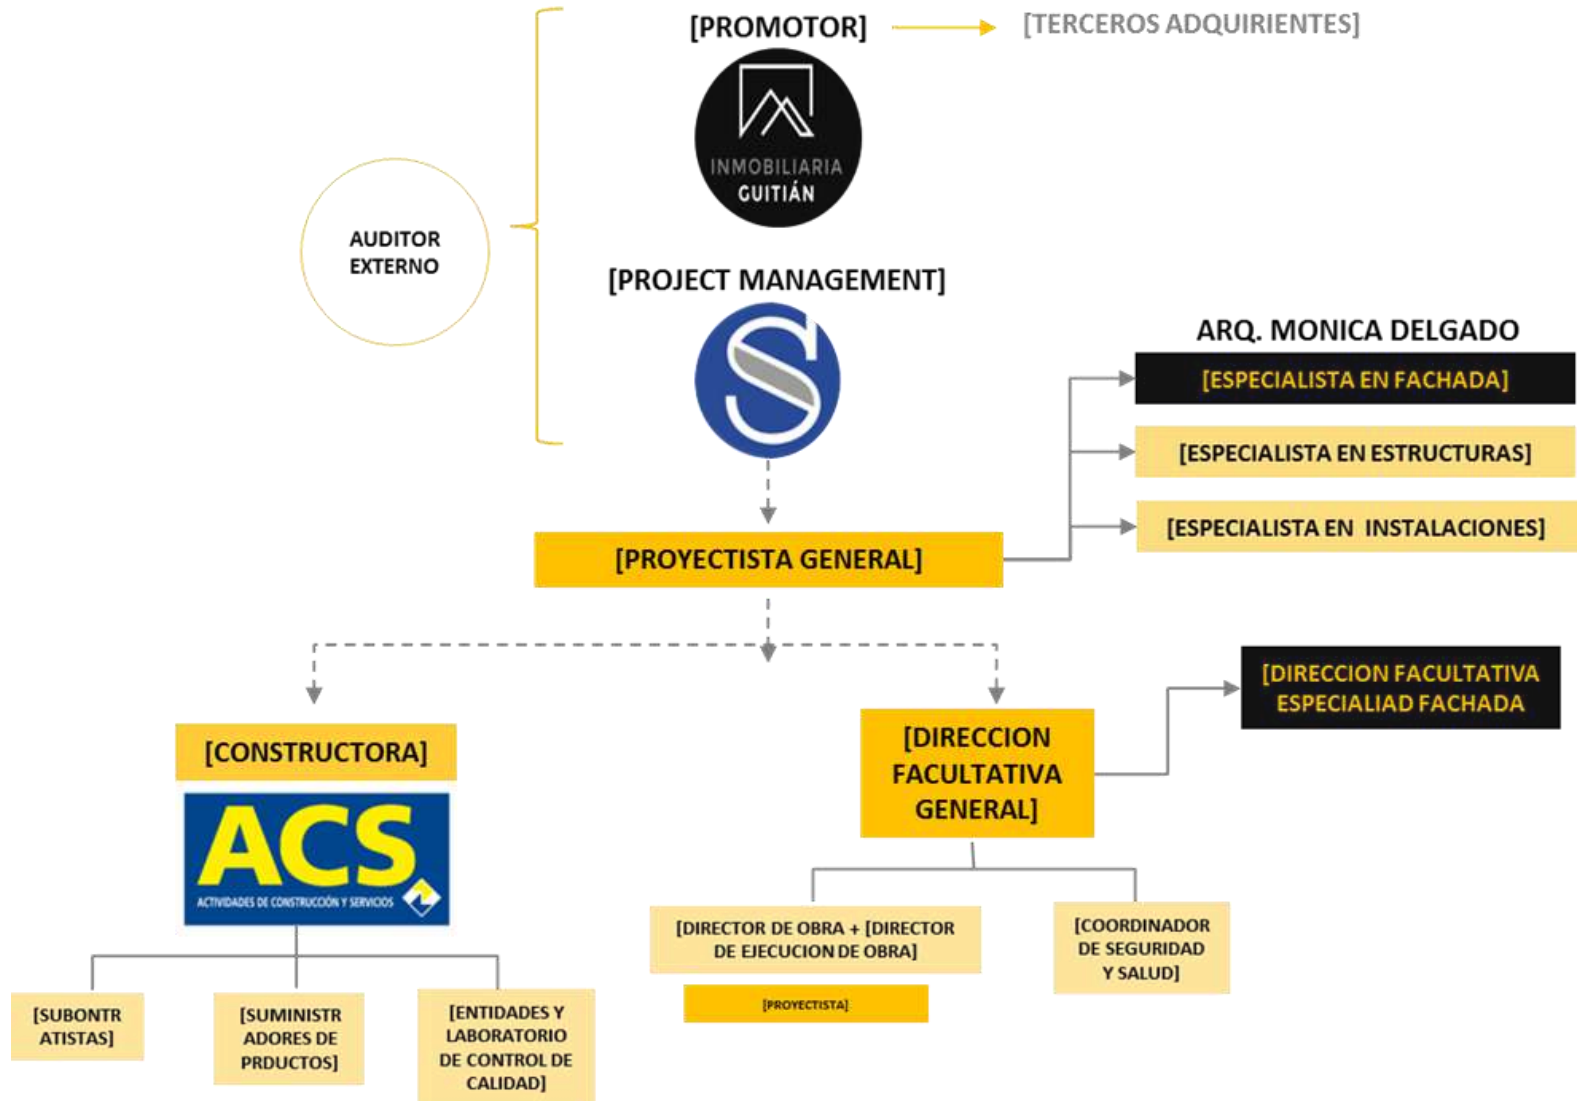 [PROMOTOR]
[TERCEROS ADQUIRIENTES]
INMOBILIARIA
GUITIÁN
AUDITOR
EXTERNO
[PROJECT MANAGEMENT]
S
ARQ. MONICA DELGADO
[ESPECIALISTA EN FACHADA]
[ESPECIALISTA EN ESTRUCTURAS]
[ESPECIALISTA EN INSTALACIONES]
[PROYECTISTA GENERAL]
[DIRECCION FACULTATIVA
ESPECIALIAD FACHADA
[CONSTRUCTORA]
ACS
ACTIVIDADES DE CONSTRUCCIÓN Y SERVICIOS
[DIRECCION
FACULTATIVA
GENERAL]
[SUBONTR
ATISTAS]
[SUMINISTR
ADORES DE
PRDUCTOS]
[ENTIDADES Y
LABORATORIO
DE CONTROL DE
CALIDAD]
[DIRECTOR DE OBRA + [DIRECTOR
DE EJECUCION DE OBRA]
[PROYECTISTA]
[COORDINADOR
DE SEGURIDAD
Y SALUD]